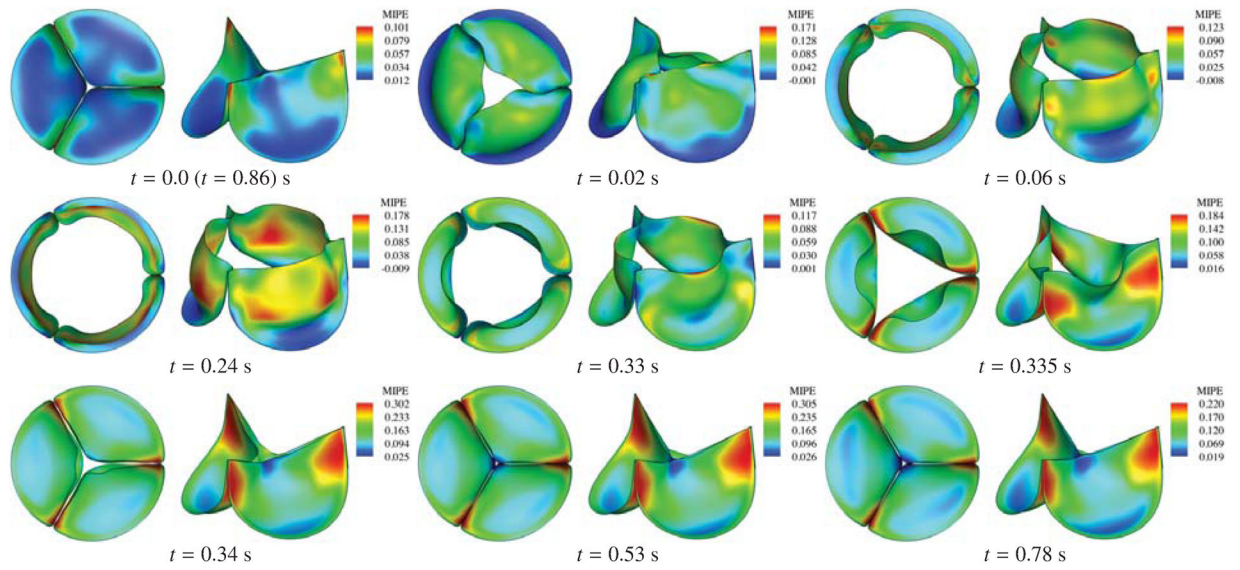 MIPE
0.101
0.079
0.057
0.034
0.012
t = 0.0 (t = 0.86) s
MIPE
0.171
0.128
0.085
0.042
-0.001
t = 0.02 s
MIPE
0.123
0.090
0.057
0.025
-0.008
t = 0.06 s
MIPE
0.178
0.131
0.085
0.038
-0.009
t = 0.24 s
MIPE
0.117
0.088
0.059
0.030
0.001
t = 0.33 s
MIPE
0.184
0.142
0.100
0.058
0.016
t = 0.335 s
MIPE
0.302
0.233
0.165
0.094
0.025
t = 0.34 s
MIPE
0.305
0.235
0.165
0.096
0.026
t = 0.53 s
MIPE
0.220
0.170
0.120
0.069
0.019
t = 0.78 s